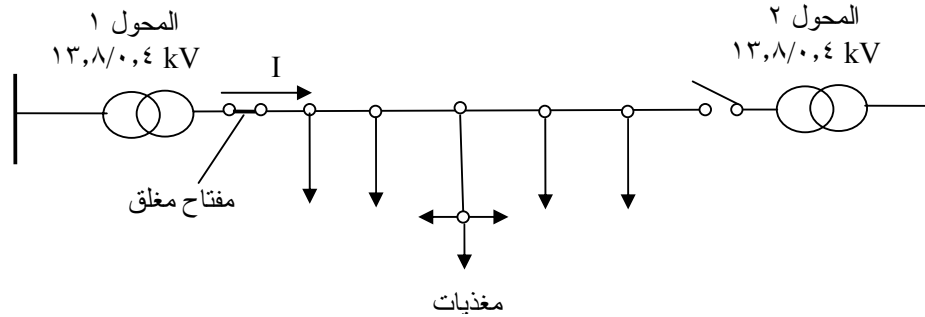 المحول ١
١٣,٨/٠,٤ kV
المحول ٢
١٣,٨/٠,٤ kV
I
مفتاح مغلق
مغذيات